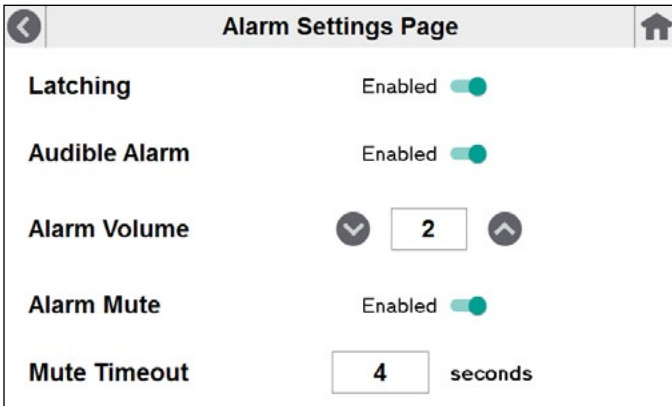 Alarm Settings Page
Latching Enabled
Audible Alarm Enabled
Alarm Volume 2
Alarm Mute Enabled
Mute Timeout 4 seconds